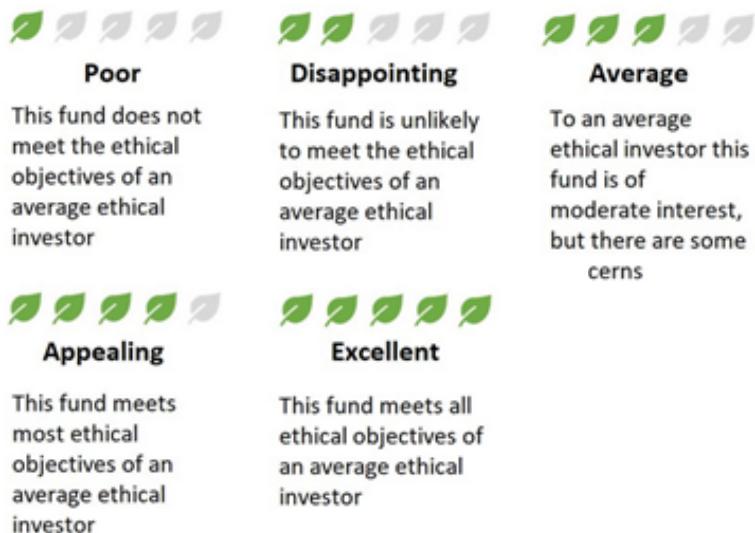 Poor
This fund does not
meet the ethical
objectives of an
average ethical
investor
Disappointing
This fund is unlikely
to meet the ethical
objectives of an
average ethical
investor
Average
To an average
ethical investor this
fund is of
moderate interest,
but there are some
cerns
Appealing
This fund meets
most ethical
objectives of an
average ethical
investor
Excellent
This fund meets all
ethical objectives of
an average ethical
investor